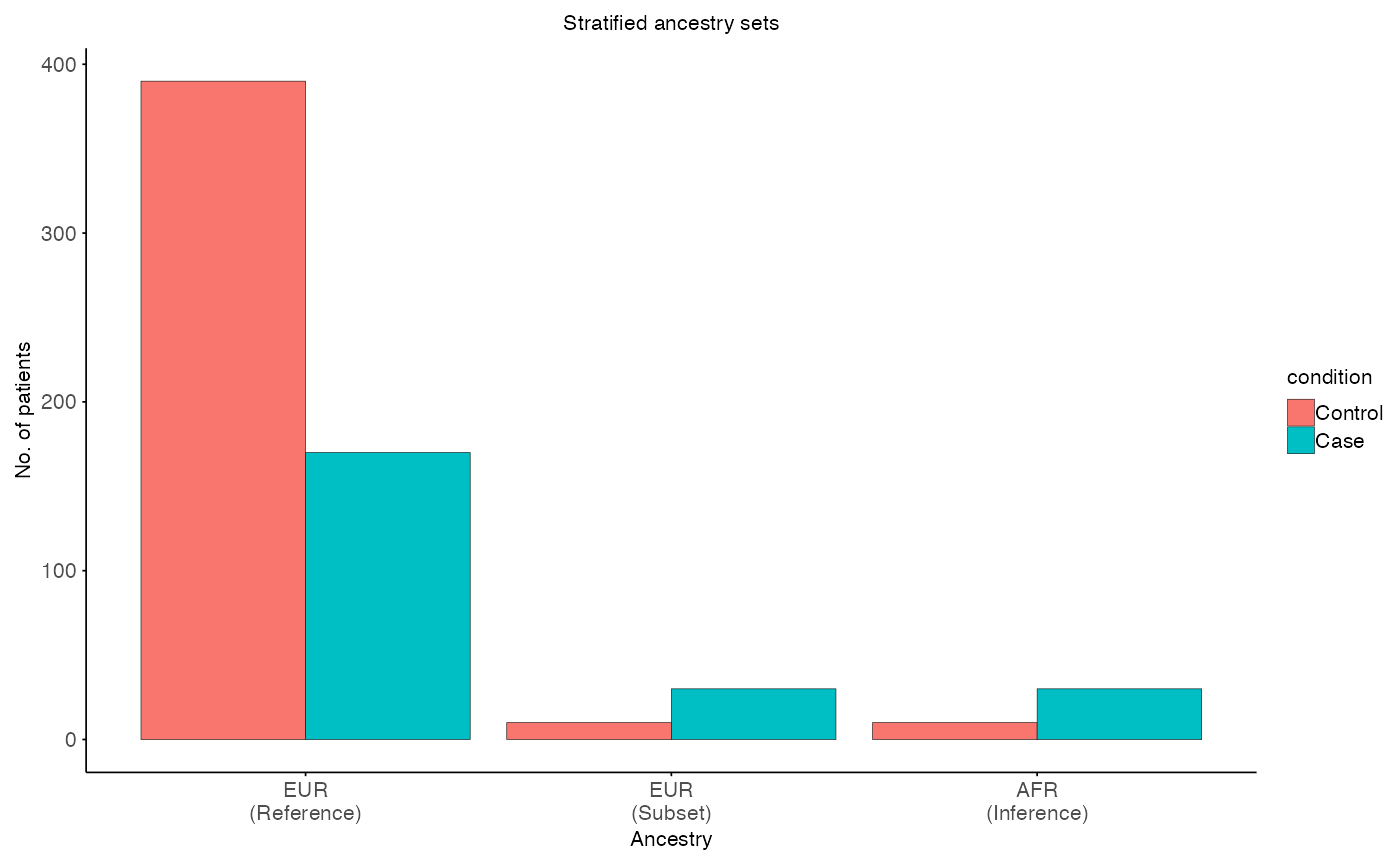 Stratified ancestry sets
No. of patients
400
300
200
100
0
EUR
(Reference)
EUR
(Subset)
AFR
(Inference)
Ancestry
condition
Control
Case